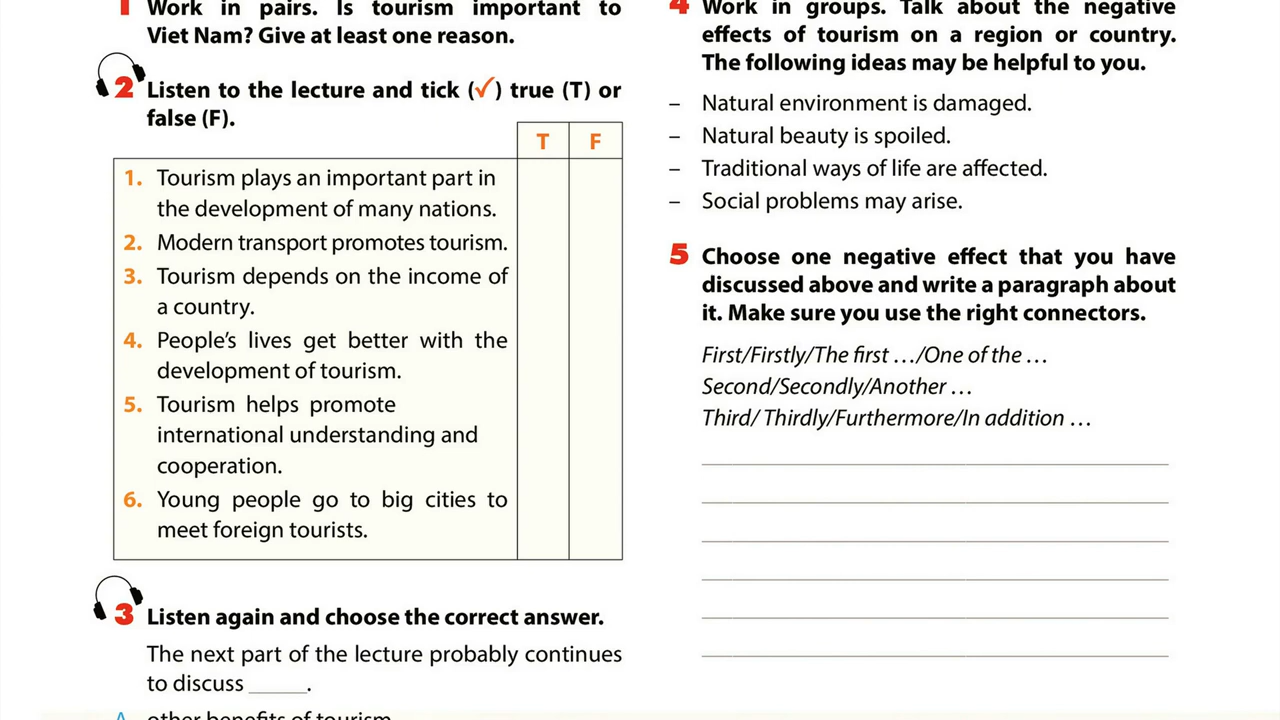 1 Work in pairs. Is tourism important to
Viet Nam? Give at least one reason.
2 Listen to the lecture and tick (✓) true (T) or
false (F).
T F
1. Tourism plays an important part in
the development of many nations.
2. Modern transport promotes tourism.
3. Tourism depends on the income of
a country.
4. People's lives get better with the
development of tourism.
5. Tourism helps promote
international understanding and
cooperation.
6. Young people go to big cities to
meet foreign tourists.
3 Listen again and choose the correct answer.
The next part of the lecture probably continues
to discuss _____.
A other benefits of tourism
4 Work in groups. Talk about the negative
effects of tourism on a region or country.
The following ideas may be helpful to you.
– Natural environment is damaged.
– Natural beauty is spoiled.
– Traditional ways of life are affected.
– Social problems may arise.
5 Choose one negative effect that you have
discussed above and write a paragraph about
it. Make sure you use the right connectors.
First/Firstly/The first …/One of the …
Second/Secondly/Another …
Third/ Thirdly/Furthermore/In addition …